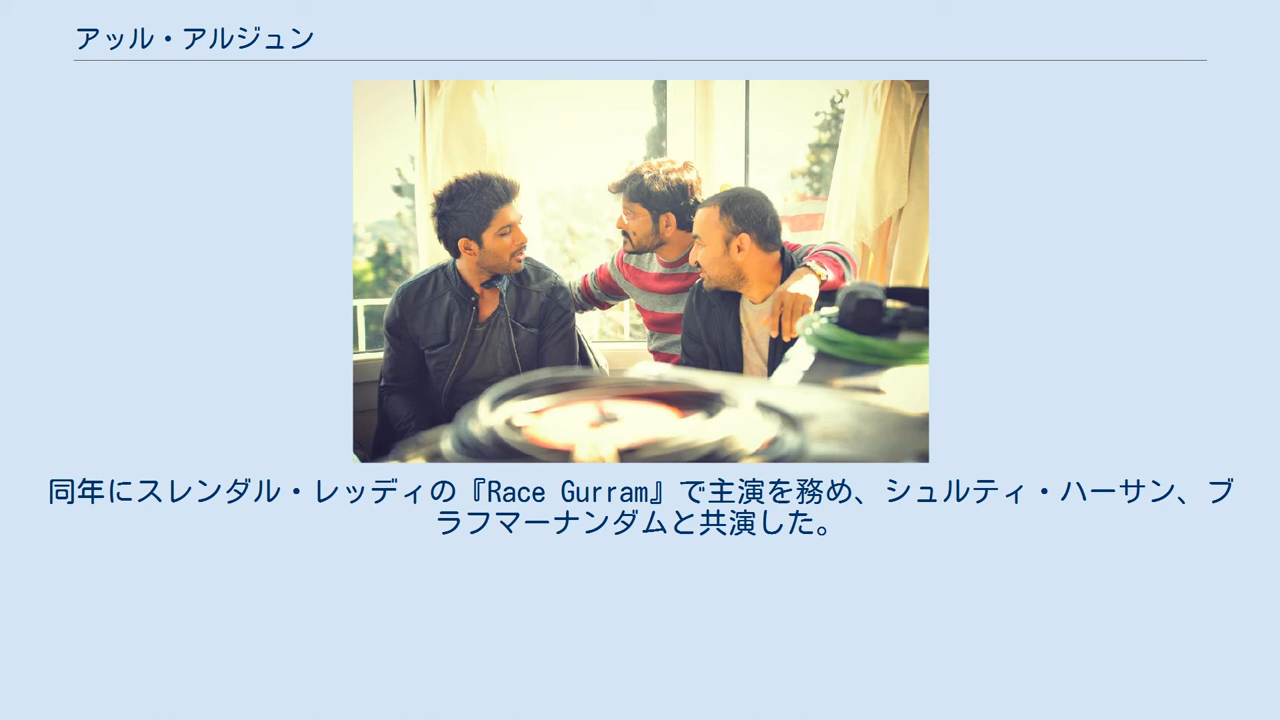 アッル・アルジュン
同年にスレンダル・レッディの『Race Gurram』で主演を務め、シュルティ・ハーサン、ブ
ラフマーナンダムと共演した。